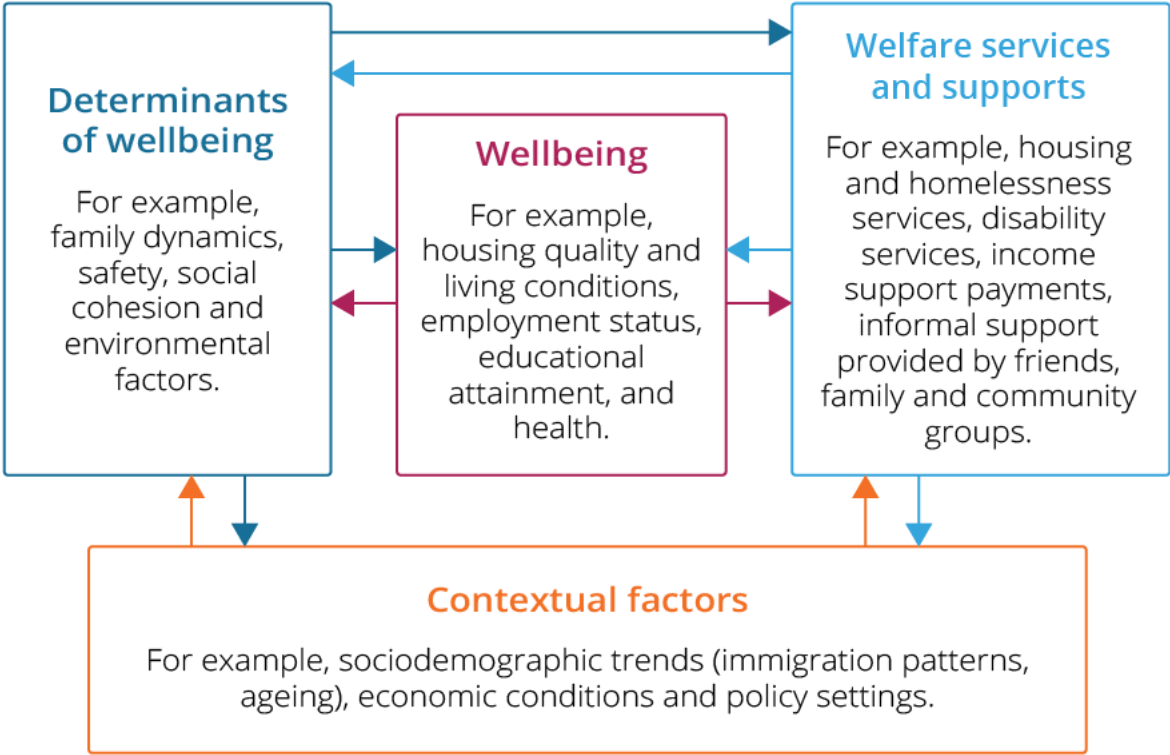 Determinants
of wellbeing
For example,
family dynamics,
safety, social
cohesion and
environmental
factors.
Wellbeing
For example,
housing quality and
living conditions,
employment status,
educational
attainment, and
health.
Welfare services
and supports
For example, housing
and homelessness
services, disability
services, income
support payments,
informal support
provided by friends,
family and community
groups.
Contextual factors
For example, sociodemographic trends (immigration patterns,
ageing), economic conditions and policy settings.